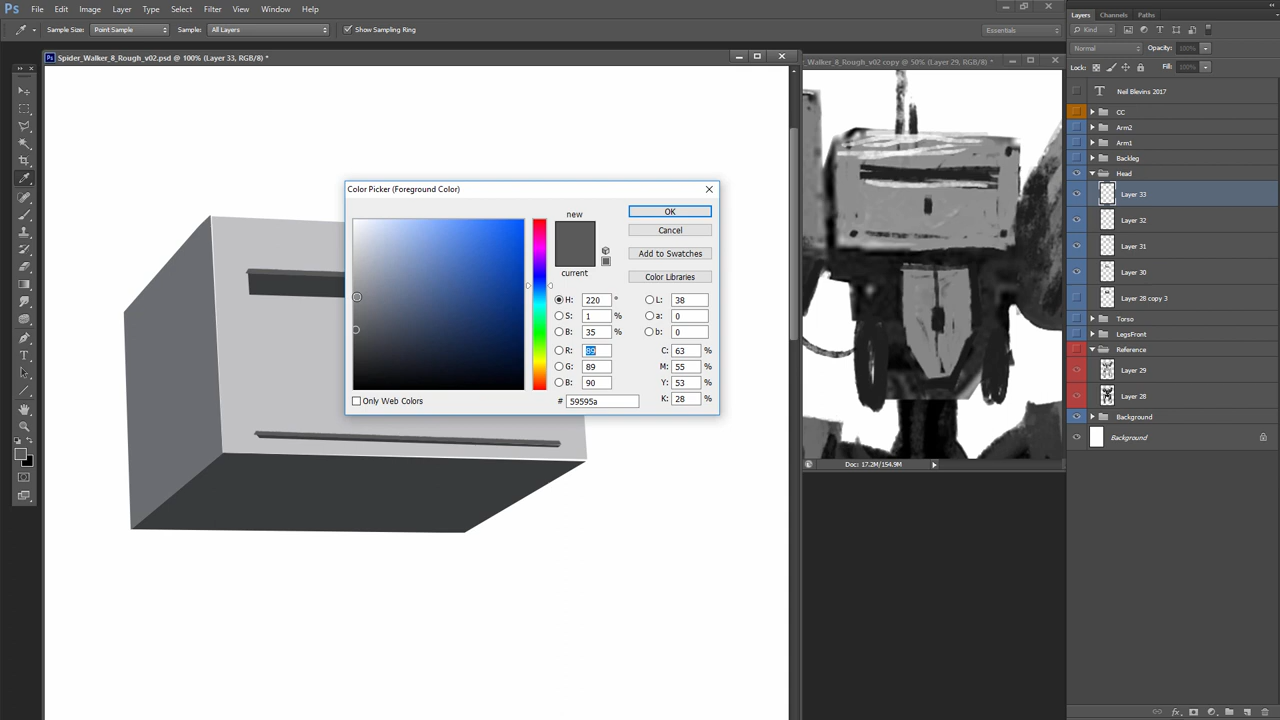 Ps File Edit Image Layer Type Select Filter View Window Help
Sample Size: Point Sample Sample: All Layers Show Sampling Ring Essentials
Spider_Walker_8_Rough_v02.psd @ 100% (Layer 33, RGB/8) *
_Walker_8_Rough_v02 copy @ 50% (Layer 29, RGB/8) *
Color Picker (Foreground Color)
new
current
OK
Cancel
Add to Swatches
Color Libraries
H: 220 ° L: 38
S: 1 % a: 0
B: 35 % b: 0
R: 89 C: 63 %
G: 89 M: 55 %
B: 90 Y: 53 %
# 59595a K: 28 %
Only Web Colors
Doc: 17.2M/154.9M
Layers Channels Paths
Kind
Normal Opacity: 100%
Lock: Fill: 100%
T Neil Blevins 2017
CC
Arm2
Arm1
Backleg
Head
Layer 33
Layer 32
Layer 31
Layer 30
Layer 28 copy 3
Torso
LegsFront
Reference
Layer 29
Layer 28
Background
Background
fx